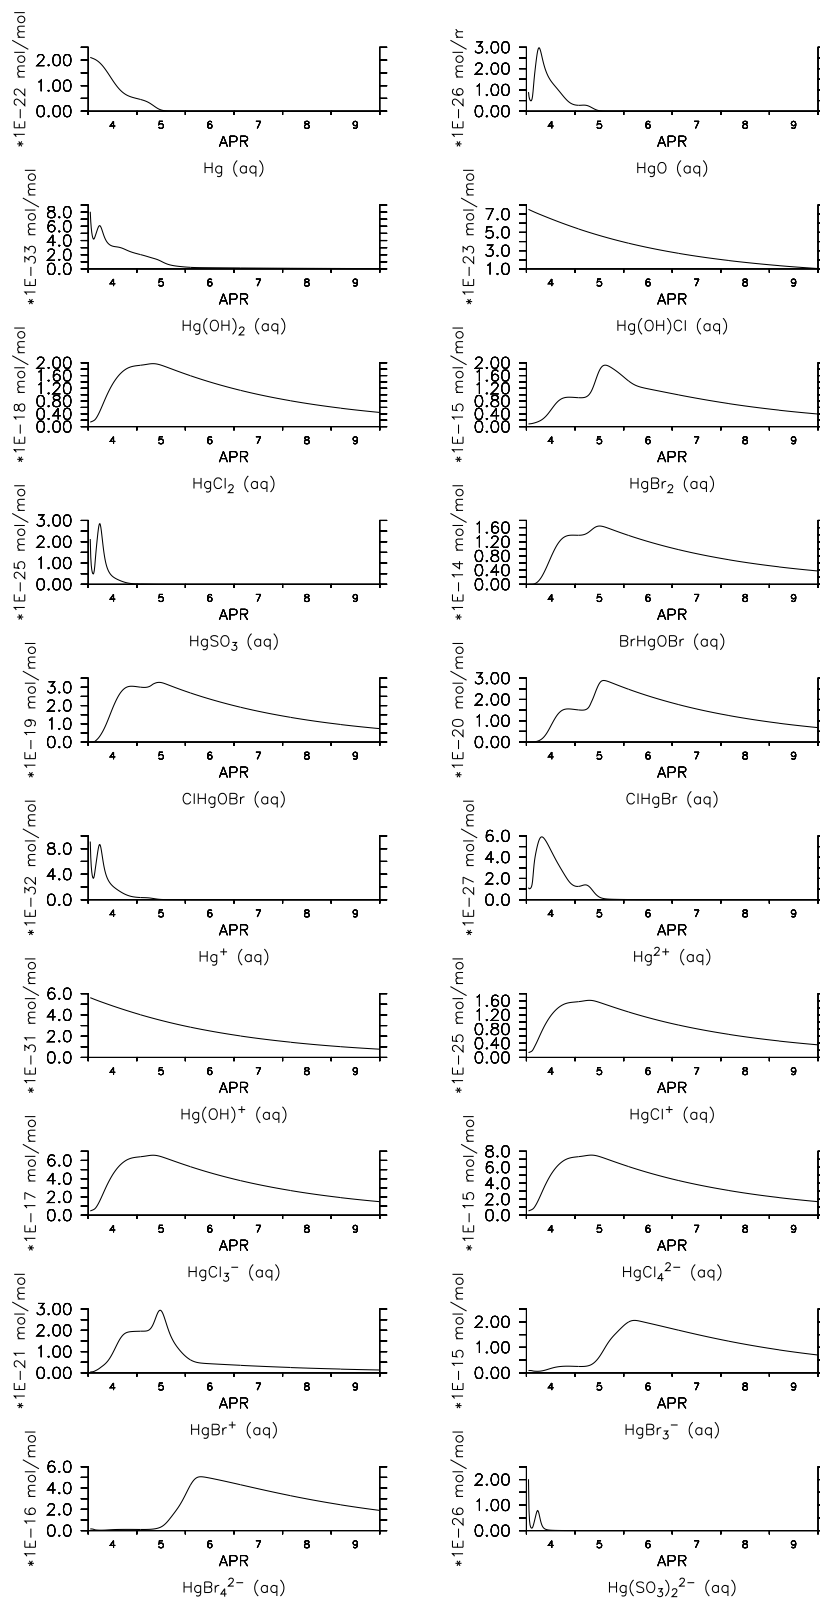 *1E-22 mol/mol
2.00
1.00
0.00
4 5 6 7 8 9
APR
Hg (aq)
*1E-26 mol/m
3.00
2.00
1.00
0.00
4 5 6 7 8 9
APR
HgO (aq)
*1E-33 mol/mol
8.0
6.0
4.0
2.0
0.0
4 5 6 7 8 9
APR
Hg(OH)₂ (aq)
*1E-23 mol/mol
7.0
5.0
3.0
1.0
4 5 6 7 8 9
APR
Hg(OH)Cl (aq)
*1E-18 mol/mol
2.00
1.60
1.20
0.80
0.40
0.00
4 5 6 7 8 9
APR
HgCl₂ (aq)
*1E-15 mol/mol
2.00
1.60
1.20
0.80
0.40
0.00
4 5 6 7 8 9
APR
HgBr₂ (aq)
*1E-25 mol/mol
3.00
2.00
1.00
0.00
4 5 6 7 8 9
APR
HgSO₃ (aq)
*1E-14 mol/mol
1.60
1.20
0.80
0.40
0.00
4 5 6 7 8 9
APR
BrHgOBr (aq)
*1E-19 mol/mol
3.0
2.0
1.0
0.0
4 5 6 7 8 9
APR
ClHgOBr (aq)
*1E-20 mol/mol
3.00
2.00
1.00
0.00
4 5 6 7 8 9
APR
ClHgBr (aq)
*1E-32 mol/mol
8.0
4.0
0.0
4 5 6 7 8 9
APR
Hg⁺ (aq)
*1E-27 mol/mol
6.0
4.0
2.0
0.0
4 5 6 7 8 9
APR
Hg²⁺ (aq)
*1E-31 mol/mol
6.0
4.0
2.0
0.0
4 5 6 7 8 9
APR
Hg(OH)⁺ (aq)
*1E-25 mol/mol
1.60
1.20
0.80
0.40
0.00
4 5 6 7 8 9
APR
HgCl⁺ (aq)
*1E-17 mol/mol
6.0
4.0
2.0
0.0
4 5 6 7 8 9
APR
HgCl₃⁻ (aq)
*1E-15 mol/mol
8.0
6.0
4.0
2.0
0.0
4 5 6 7 8 9
APR
HgCl₄²⁻ (aq)
*1E-21 mol/mol
3.00
2.00
1.00
0.00
4 5 6 7 8 9
APR
HgBr⁺ (aq)
*1E-15 mol/mol
2.00
1.00
0.00
4 5 6 7 8 9
APR
HgBr₃⁻ (aq)
*1E-16 mol/mol
6.0
4.0
2.0
0.0
4 5 6 7 8 9
APR
HgBr₄²⁻ (aq)
*1E-26 mol/mol
2.00
1.00
0.00
4 5 6 7 8 9
APR
Hg(SO₃)₂²⁻ (aq)